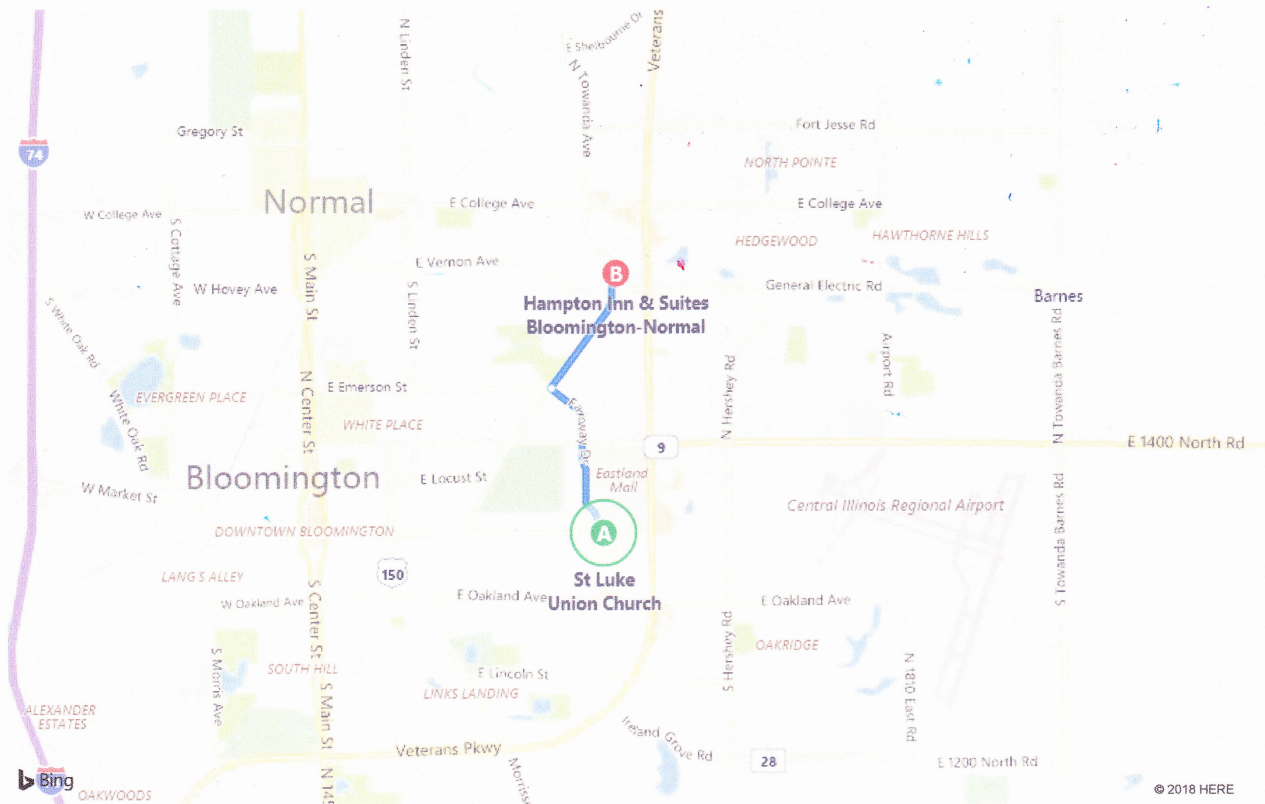 N Linden St
E Shelbourne Dr
Veterans
N Towanda Ave
Gregory St
Fort Jesse Rd
74
NORTH POINTE
Normal
E College Ave
E College Ave
W College Ave
S Cottage Ave
HEDGEWOOD
HAWTHORNE HILLS
E Vernon Ave
B
S Main St
W Hovey Ave
S Linden St
General Electric Rd
Barnes
Hampton Inn & Suites
Bloomington-Normal
S White Oak Rd
N Hershey Rd
Airport Rd
N Towanda Barnes Rd
N Center St
E Emerson St
EVERGREEN PLACE
White Oak Rd
WHITE PLACE
Fairway Dr
9
E 1400 North Rd
Bloomington
E Locust St
Eastland
Mall
W Market St
Central Illinois Regional Airport
DOWNTOWN BLOOMINGTON
A
S Towanda Barnes Rd
LANG'S ALLEY
150
St Luke
Union Church
W Oakland Ave
S Center St
E Oakland Ave
E Oakland Ave
S Hershey Rd
OAKRIDGE
S Morris Ave
SOUTH HILL
E Lincoln St
LINKS LANDING
N 1810 East Rd
S Main St
ALEXANDER
ESTATES
Veterans Pkwy
Ireland Grove Rd
28
E 1200 North Rd
Bing
OAKWOODS
© 2018 HERE